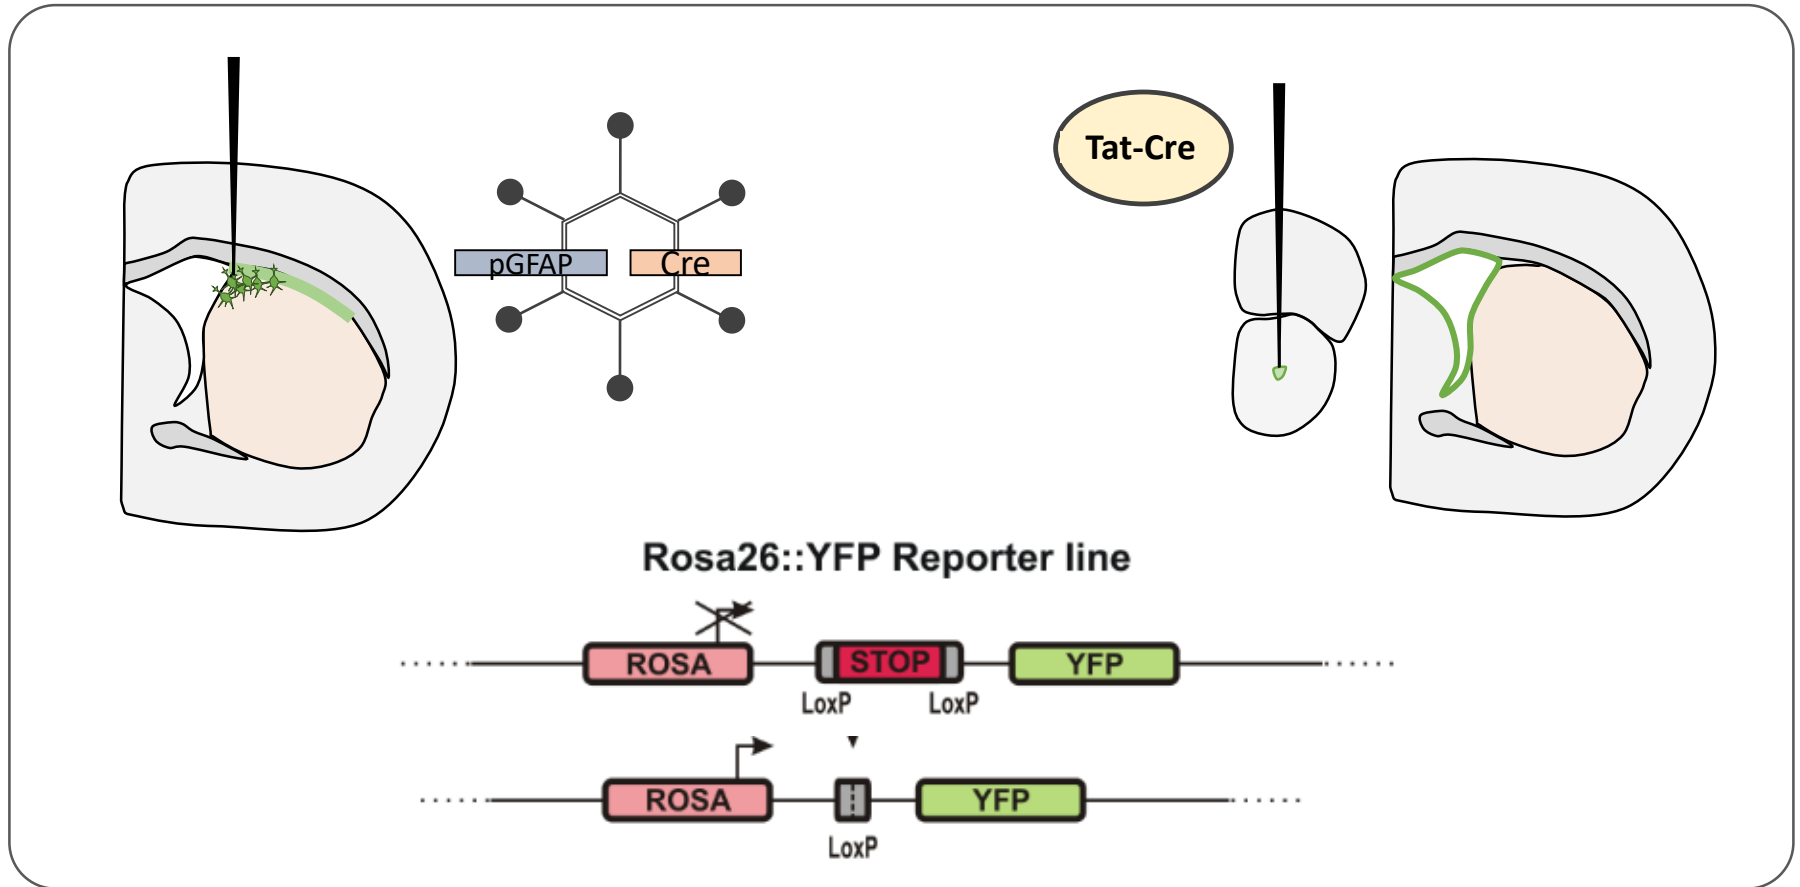 Tat-Cre
pGFAP
Cre
Rosa26::YFP Reporter line
ROSA
STOP
YFP
LoxP
LoxP
ROSA
YFP
LoxP